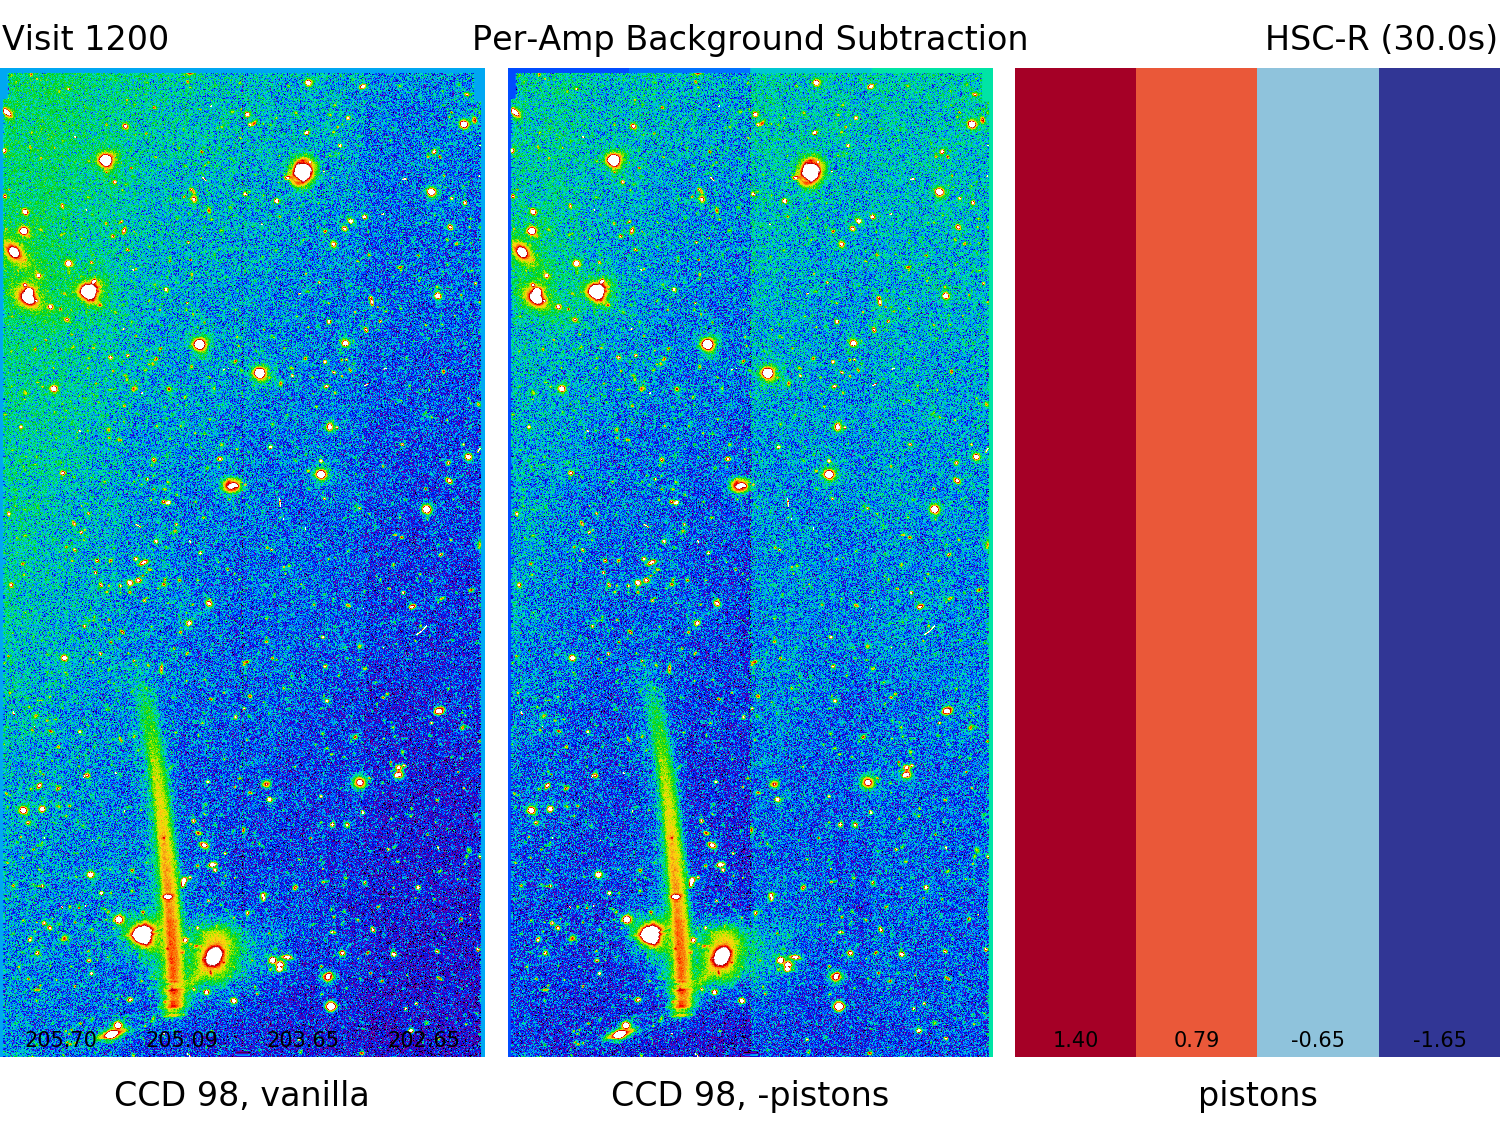 Visit 1200 Per-Amp Background Subtraction HSC-R (30.0s)
205.70 205.09 203.65 202.65 1.40 0.79 -0.65 -1.65
CCD 98, vanilla CCD 98, -pistons pistons